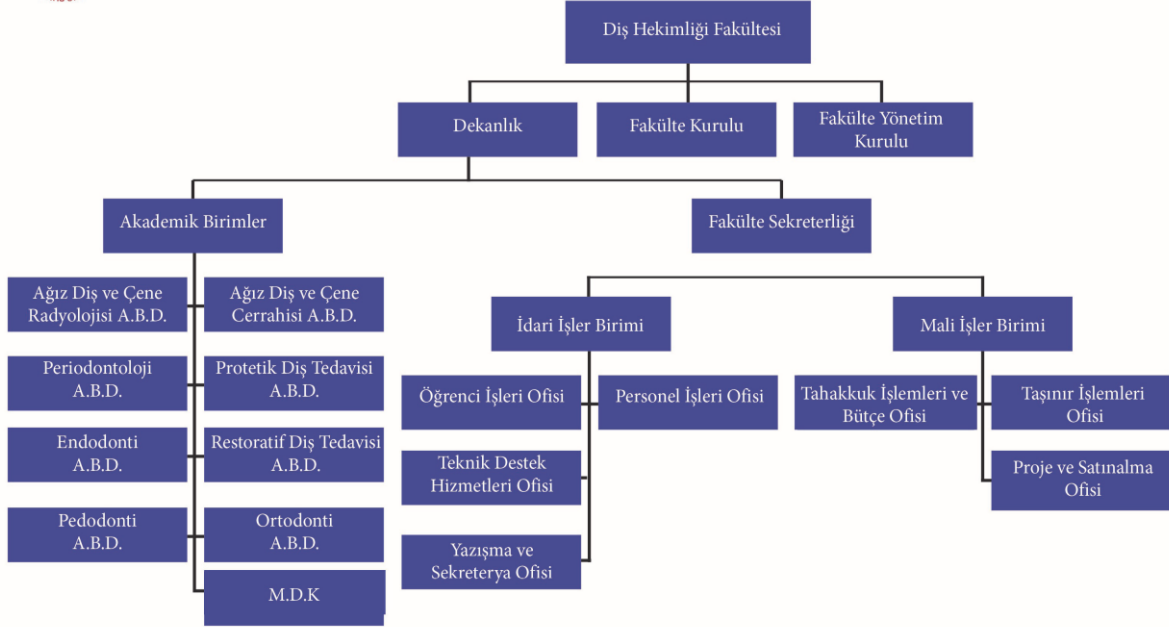 Diş Hekimliği Fakültesi
Dekanlık
Fakülte Kurulu
Fakülte Yönetim
Kurulu
Akademik Birimler
Fakülte Sekreterliği
Ağız Diş ve Çene
Radyolojisi A.B.D.
Ağız Diş ve Çene
Cerrahisi A.B.D.
Periodontoloji
A.B.D.
Protetik Diş Tedavisi
A.B.D.
Endodonti
A.B.D.
Restoratif Diş Tedavisi
A.B.D.
Pedodonti
A.B.D.
Ortodonti
A.B.D.
M.D.K
İdari İşler Birimi
Mali İşler Birimi
Öğrenci İşleri Ofisi
Personel İşleri Ofisi
Teknik Destek
Hizmetleri Ofisi
Yazışma ve
Sekreterya Ofisi
Tahakkuk İşlemleri ve
Bütçe Ofisi
Taşınır İşlemleri
Ofisi
Proje ve Satınalma
Ofisi